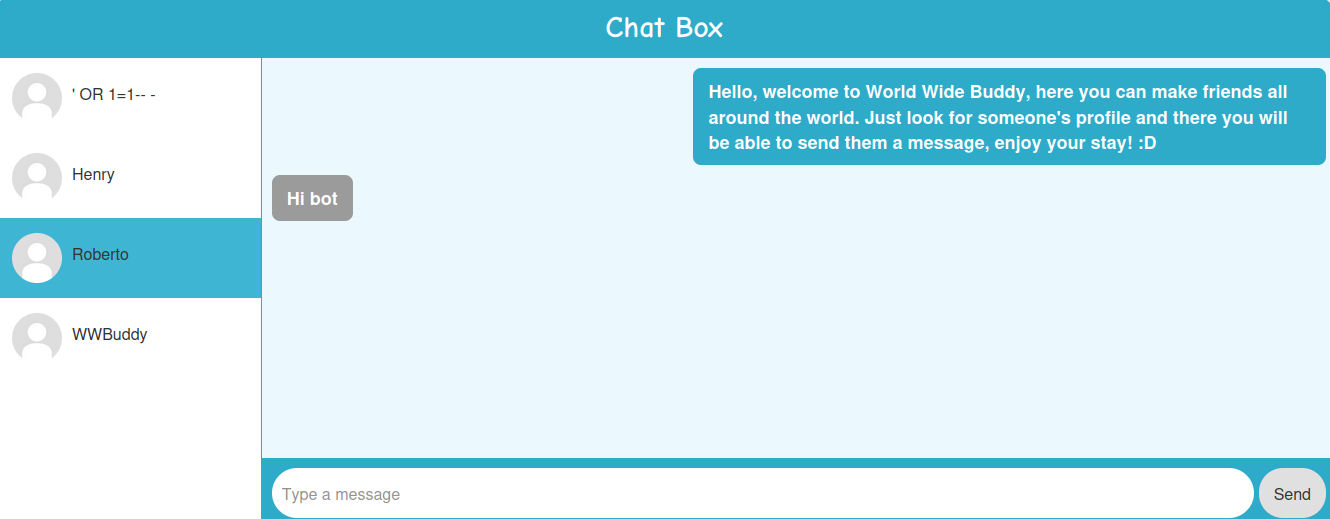 Chat Box
' OR 1=1-- -
Henry
Roberto
WWBuddy
Hello, welcome to World Wide Buddy, here you can make friends all
around the world. Just look for someone's profile and there you will
be able to send them a message, enjoy your stay! :D
Hi bot
Type a message
Send